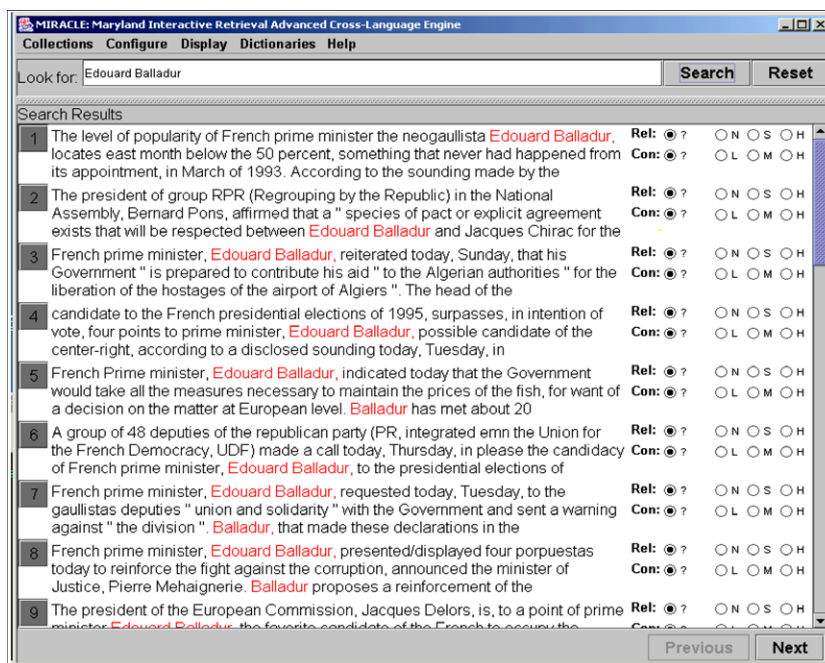 MIRACLE: Maryland Interactive Retrieval Advanced Cross-Language Engine
Collections Configure Display Dictionaries Help
Look for: Edouard Balladur Search Reset
Search Results
1 The level of popularity of French prime minister the neogaullista Edouard Balladur, Rel: ? N S H
locates east month below the 50 percent, something that never had happened from Con: ? L M H
its appointment, in March of 1993. According to the sounding made by the
2 The president of group RPR (Regrouping by the Republic) in the National Rel: ? N S H
Assembly, Bernard Pons, affirmed that a " species of pact or explicit agreement Con: ? L M H
exists that will be respected between Edouard Balladur and Jacques Chirac for the
3 French prime minister, Edouard Balladur, reiterated today, Sunday, that his Rel: ? N S H
Government " is prepared to contribute his aid " to the Algerian authorities " for the Con: ? L M H
liberation of the hostages of the airport of Algiers ". The head of the
4 candidate to the French presidential elections of 1995, surpasses, in intention of Rel: ? N S H
vote, four points to prime minister, Edouard Balladur, possible candidate of the Con: ? L M H
center-right, according to a disclosed sounding today, Tuesday, in
5 French Prime minister, Edouard Balladur, indicated today that the Government Rel: ? N S H
would take all the measures necessary to maintain the prices of the fish, for want of Con: ? L M H
a decision on the matter at European level. Balladur has met about 20
6 A group of 48 deputies of the republican party (PR, integrated emn the Union for Rel: ? N S H
the French Democracy, UDF) made a call today, Thursday, in please the candidacy Con: ? L M H
of French prime minister, Edouard Balladur, to the presidential elections of
7 French prime minister, Edouard Balladur, requested today, Tuesday, to the Rel: ? N S H
gaullistas deputies " union and solidarity " with the Government and sent a warning Con: ? L M H
against " the division ". Balladur, that made these declarations in the
8 French prime minister, Edouard Balladur, presented/displayed four porpuestas Rel: ? N S H
today to reinforce the fight against the corruption, announced the minister of Con: ? L M H
Justice, Pierre Mehaignerie. Balladur proposes a reinforcement of the
9 The president of the European Commission, Jacques Delors, is, to a point of prime Rel: ? N S H
minister Edouard Balladur, the favorite candidate of the French to occupy the Con: ? L M H
Previous Next